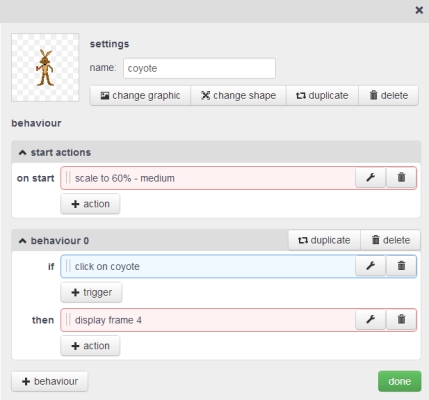 settings
name: coyote
change graphic change shape duplicate delete
behaviour
start actions
on start scale to 60% - medium
+ action
behaviour 0 duplicate delete
if click on coyote
+ trigger
then display frame 4
+ action
+ behaviour done